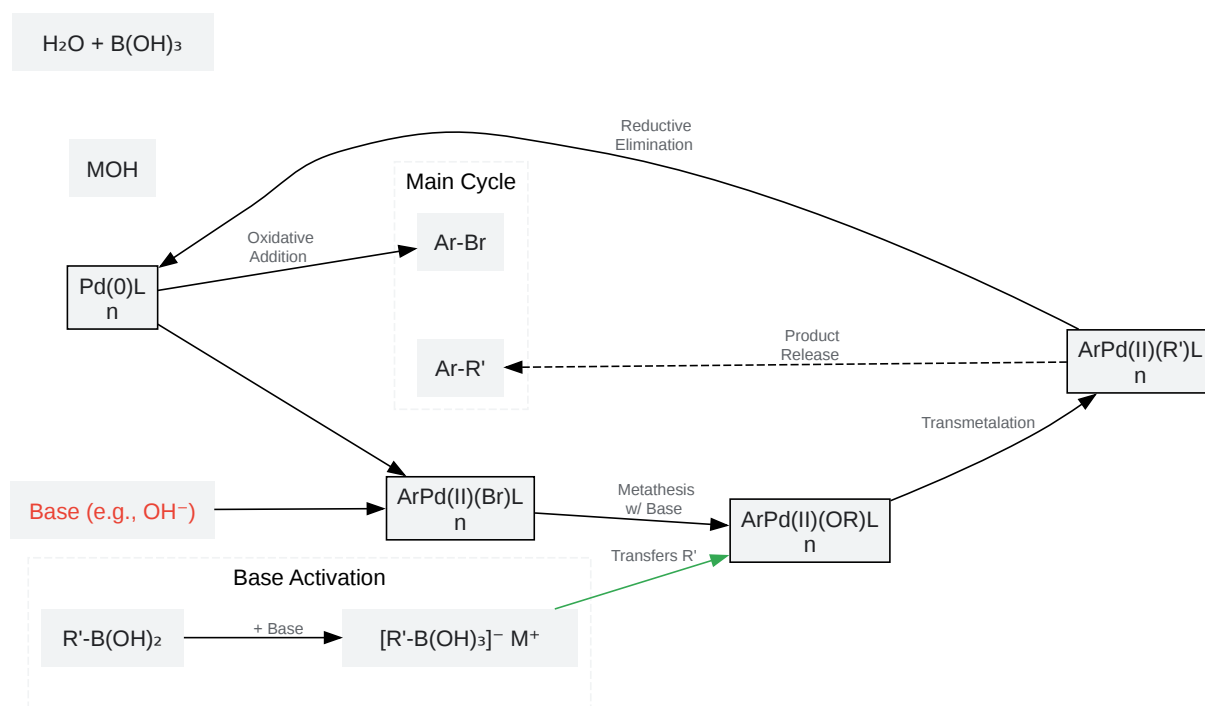 H₂O + B(OH)₃
MOH
Reductive
Elimination
Main Cycle
Oxidative
Addition
Ar-Br
Pd(0)L
n
Product
Release
Ar-R'
ArPd(II)(R')L
n
Transmetalation
Base (e.g., OH⁻)
ArPd(II)(Br)L
n
Metathesis
w/ Base
ArPd(II)(OR)L
n
Transfers R'
Base Activation
R'-B(OH)₂
+ Base
[R'-B(OH)₃]⁻ M⁺